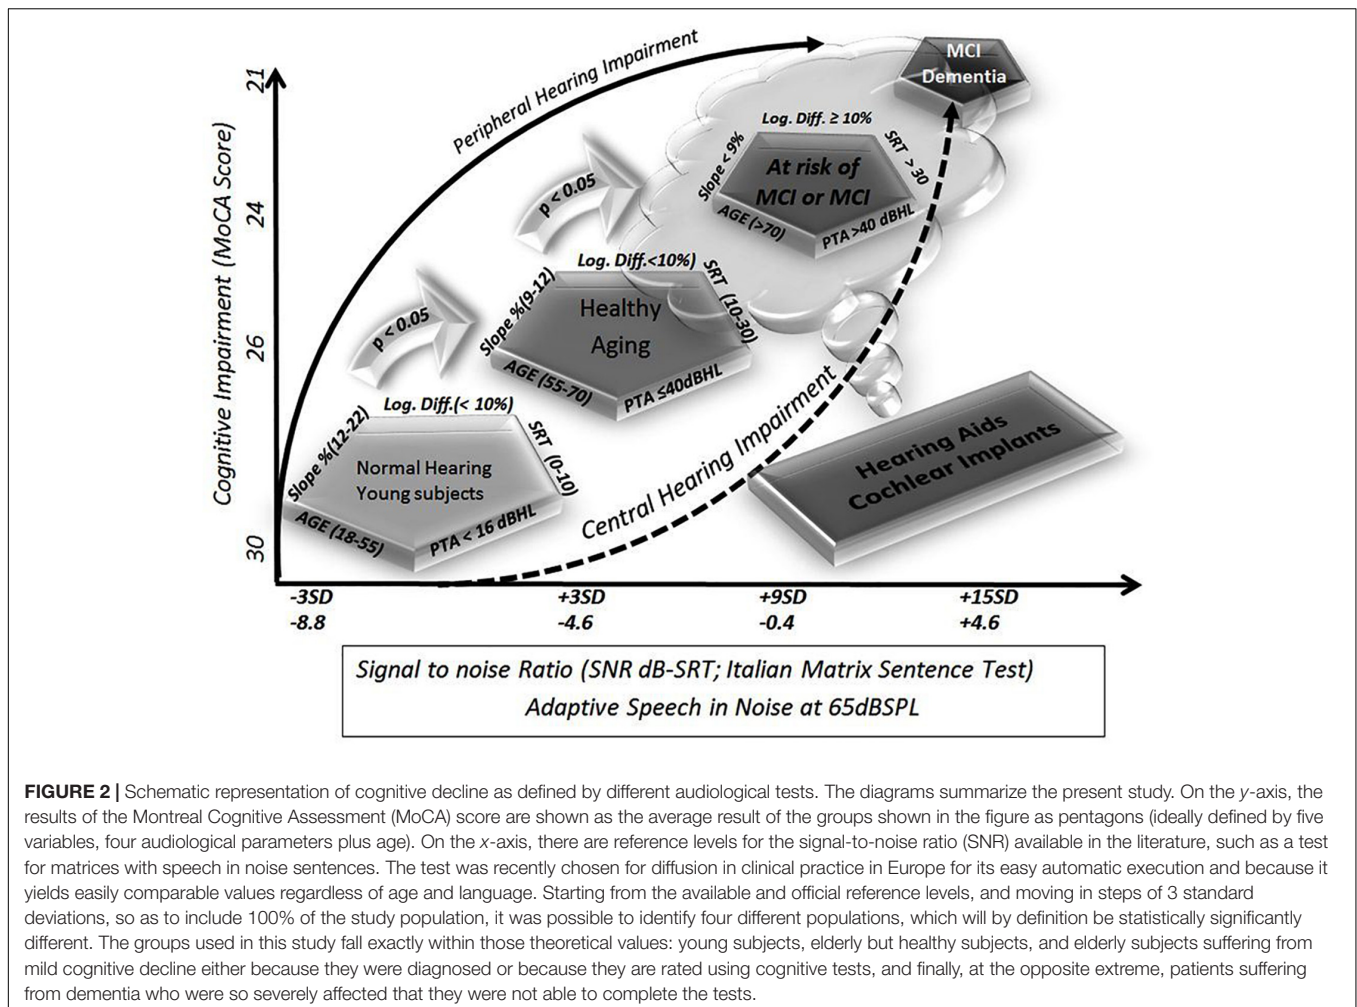 Peripheral Hearing Impairment
MCI
Dementia
Cognitive Impairment (MoCA Score)
21
24
26
30
Log. Diff. ≥ 10%
Slope < 9%
SRT > 30
At risk of
MCI or MCI
AGE (>70)
PTA >40 dBHL
p < 0.05
Log. Diff.<10%)
Slope %(9-12)
SRT (10-30)
Healthy
Aging
AGE (55-70)
PTA ≤40dBHL
p < 0.05
Log. Diff.(< 10%)
Slope %(12-22)
SRT (0-10)
Normal Hearing
Young subjects
AGE (18-55)
PTA < 16 dBHL
Central Hearing Impairment
Hearing Aids
Cochlear Implants
-3SD +3SD +9SD +15SD
-8.8 -4.6 -0.4 +4.6
Signal to noise Ratio (SNR dB-SRT; Italian Matrix Sentence Test)
Adaptive Speech in Noise at 65dBSPL
FIGURE 2 | Schematic representation of cognitive decline as defined by different audiological tests. The diagrams summarize the present study. On the y-axis, the
results of the Montreal Cognitive Assessment (MoCA) score are shown as the average result of the groups shown in the figure as pentagons (ideally defined by five
variables, four audiological parameters plus age). On the x-axis, there are reference levels for the signal-to-noise ratio (SNR) available in the literature, such as a test
for matrices with speech in noise sentences. The test was recently chosen for diffusion in clinical practice in Europe for its easy automatic execution and because it
yields easily comparable values regardless of age and language. Starting from the available and official reference levels, and moving in steps of 3 standard
deviations, so as to include 100% of the study population, it was possible to identify four different populations, which will by definition be statistically significantly
different. The groups used in this study fall exactly within those theoretical values: young subjects, elderly but healthy subjects, and elderly subjects suffering from
mild cognitive decline either because they were diagnosed or because they are rated using cognitive tests, and finally, at the opposite extreme, patients suffering
from dementia who were so severely affected that they were not able to complete the tests.